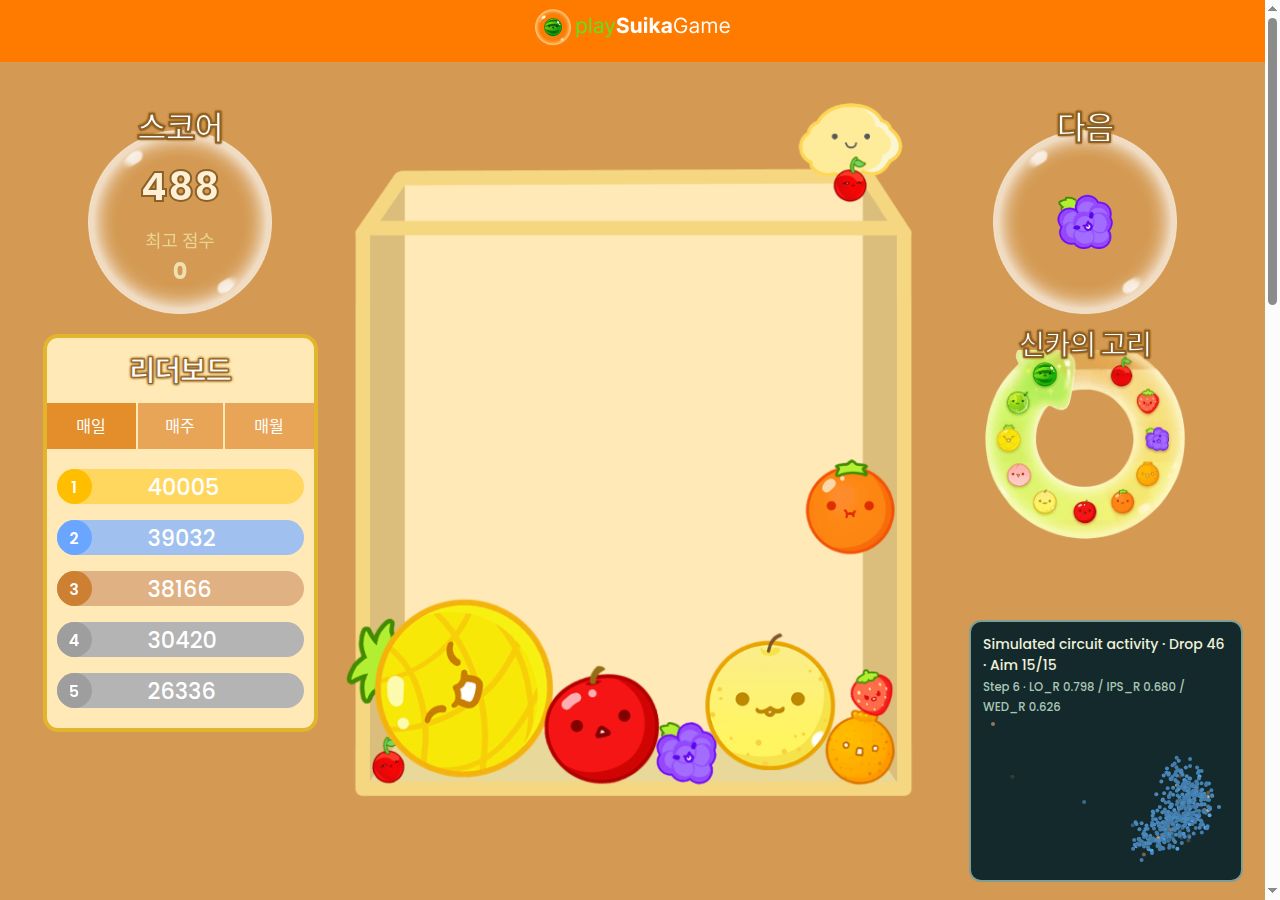 playSuikaGame
스코어
488
최고 점수
0
리더보드
매일 매주 매월
1 40005
2 39032
3 38166
4 30420
5 26336
다음
신카의 고리
Simulated circuit activity · Drop 46
· Aim 15/15
Step 6 · LO_R 0.798 / IPS_R 0.680 /
WED_R 0.626